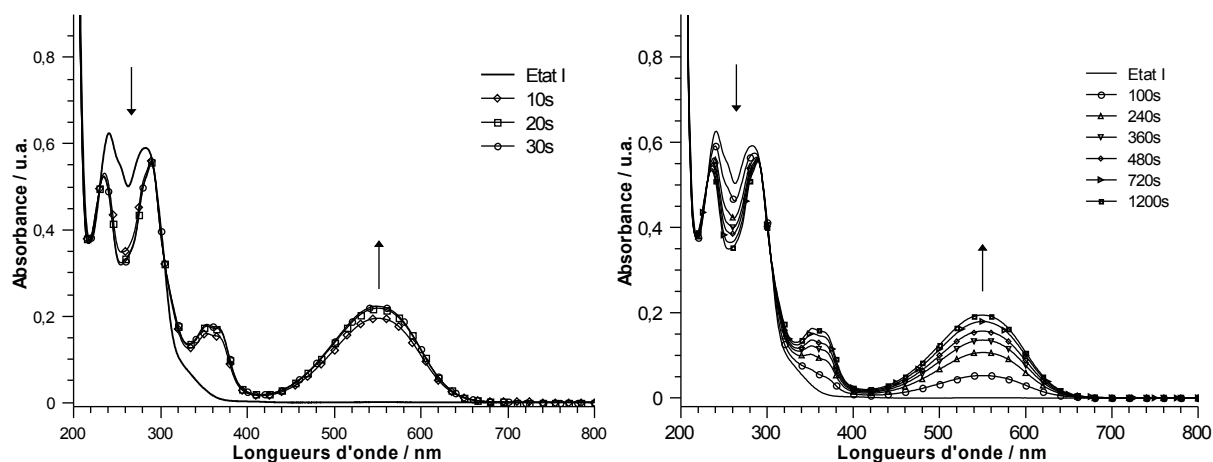 0,8
0,6
0,4
0,2
0
Absorbance / u.a.
200 300 400 500 600 700 800
Longueurs d'onde / nm
Etat I
10s
20s
30s
0,8
0,6
0,4
0,2
0
Absorbance / u.a.
200 300 400 500 600 700 800
Longueurs d'onde / nm
Etat I
100s
240s
360s
480s
720s
1200s